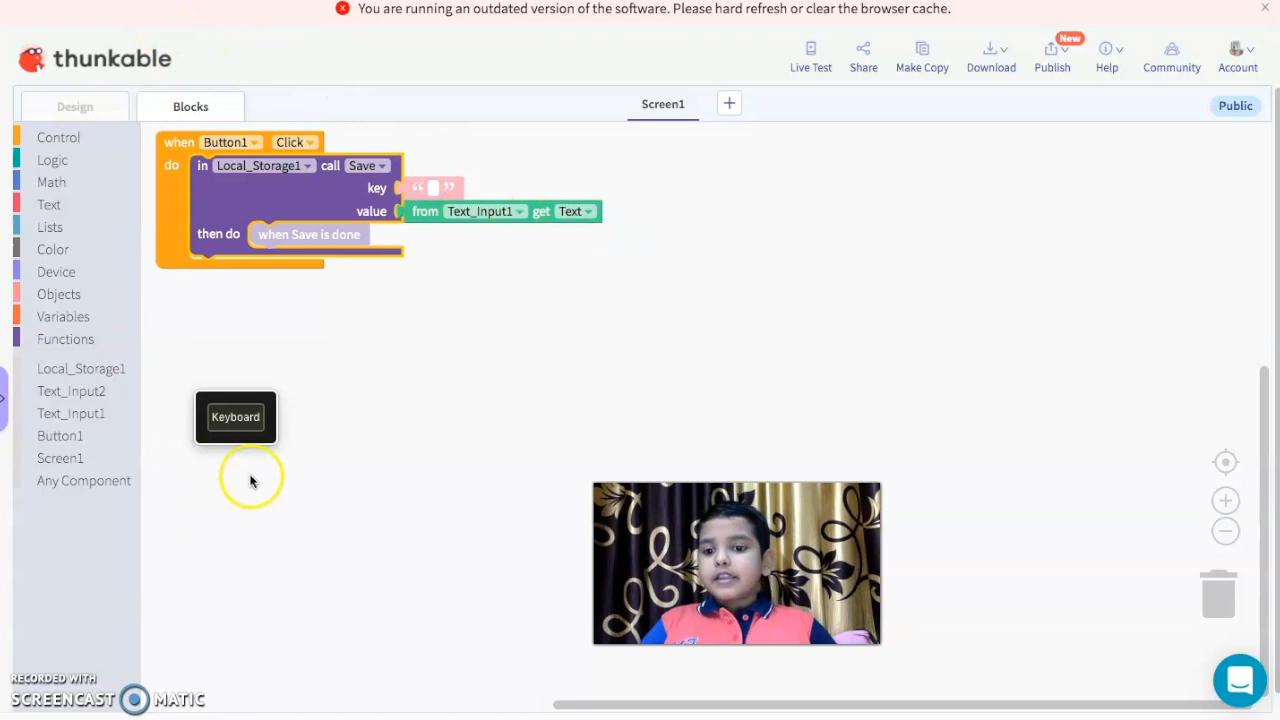 You are running an outdated version of the software. Please hard refresh or clear the browser cache.
thunkable
Live Test
Share
Make Copy
Download
New
Publish
Help
Community
Account
Design
Blocks
Screen1
Public
Control
Logic
Math
Text
Lists
Color
Device
Objects
Variables
Functions
Local_Storage1
Text_Input2
Text_Input1
Button1
Screen1
Any Component
when Button1 Click
do in Local_Storage1 call Save
key “ ”
value from Text_Input1 get Text
then do when Save is done
Keyboard
RECORDED WITH
SCREENCAST MATIC